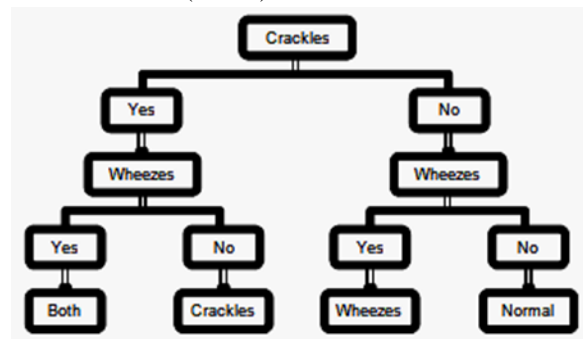 Crackles
Yes
No
Wheezes
Wheezes
Yes
No
Yes
No
Both
Crackles
Wheezes
Normal